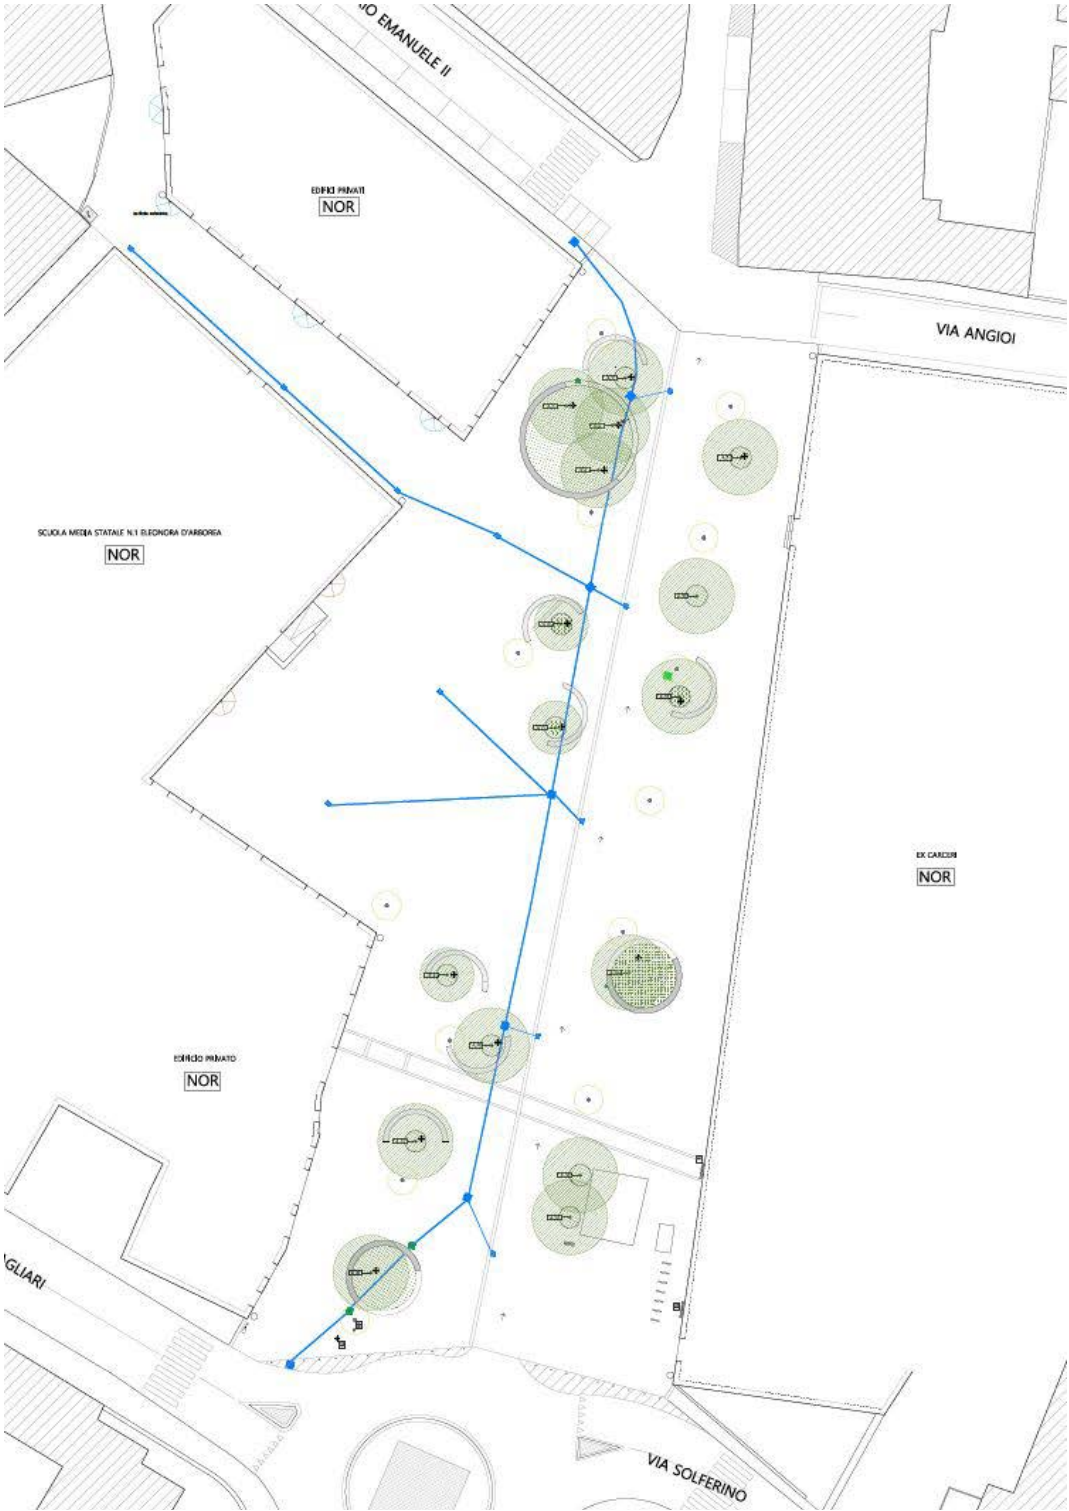 IO EMANUELE II
EDIFICI PRIVATI
NOR
VIA ANGIOI
SCUOLA MEDIA STATALE N.1 ELEONORA D'ARBOREA
NOR
EX CARCERI
NOR
EDIFICIO PRIVATO
NOR
AGLIARI
VIA SOLFERINO